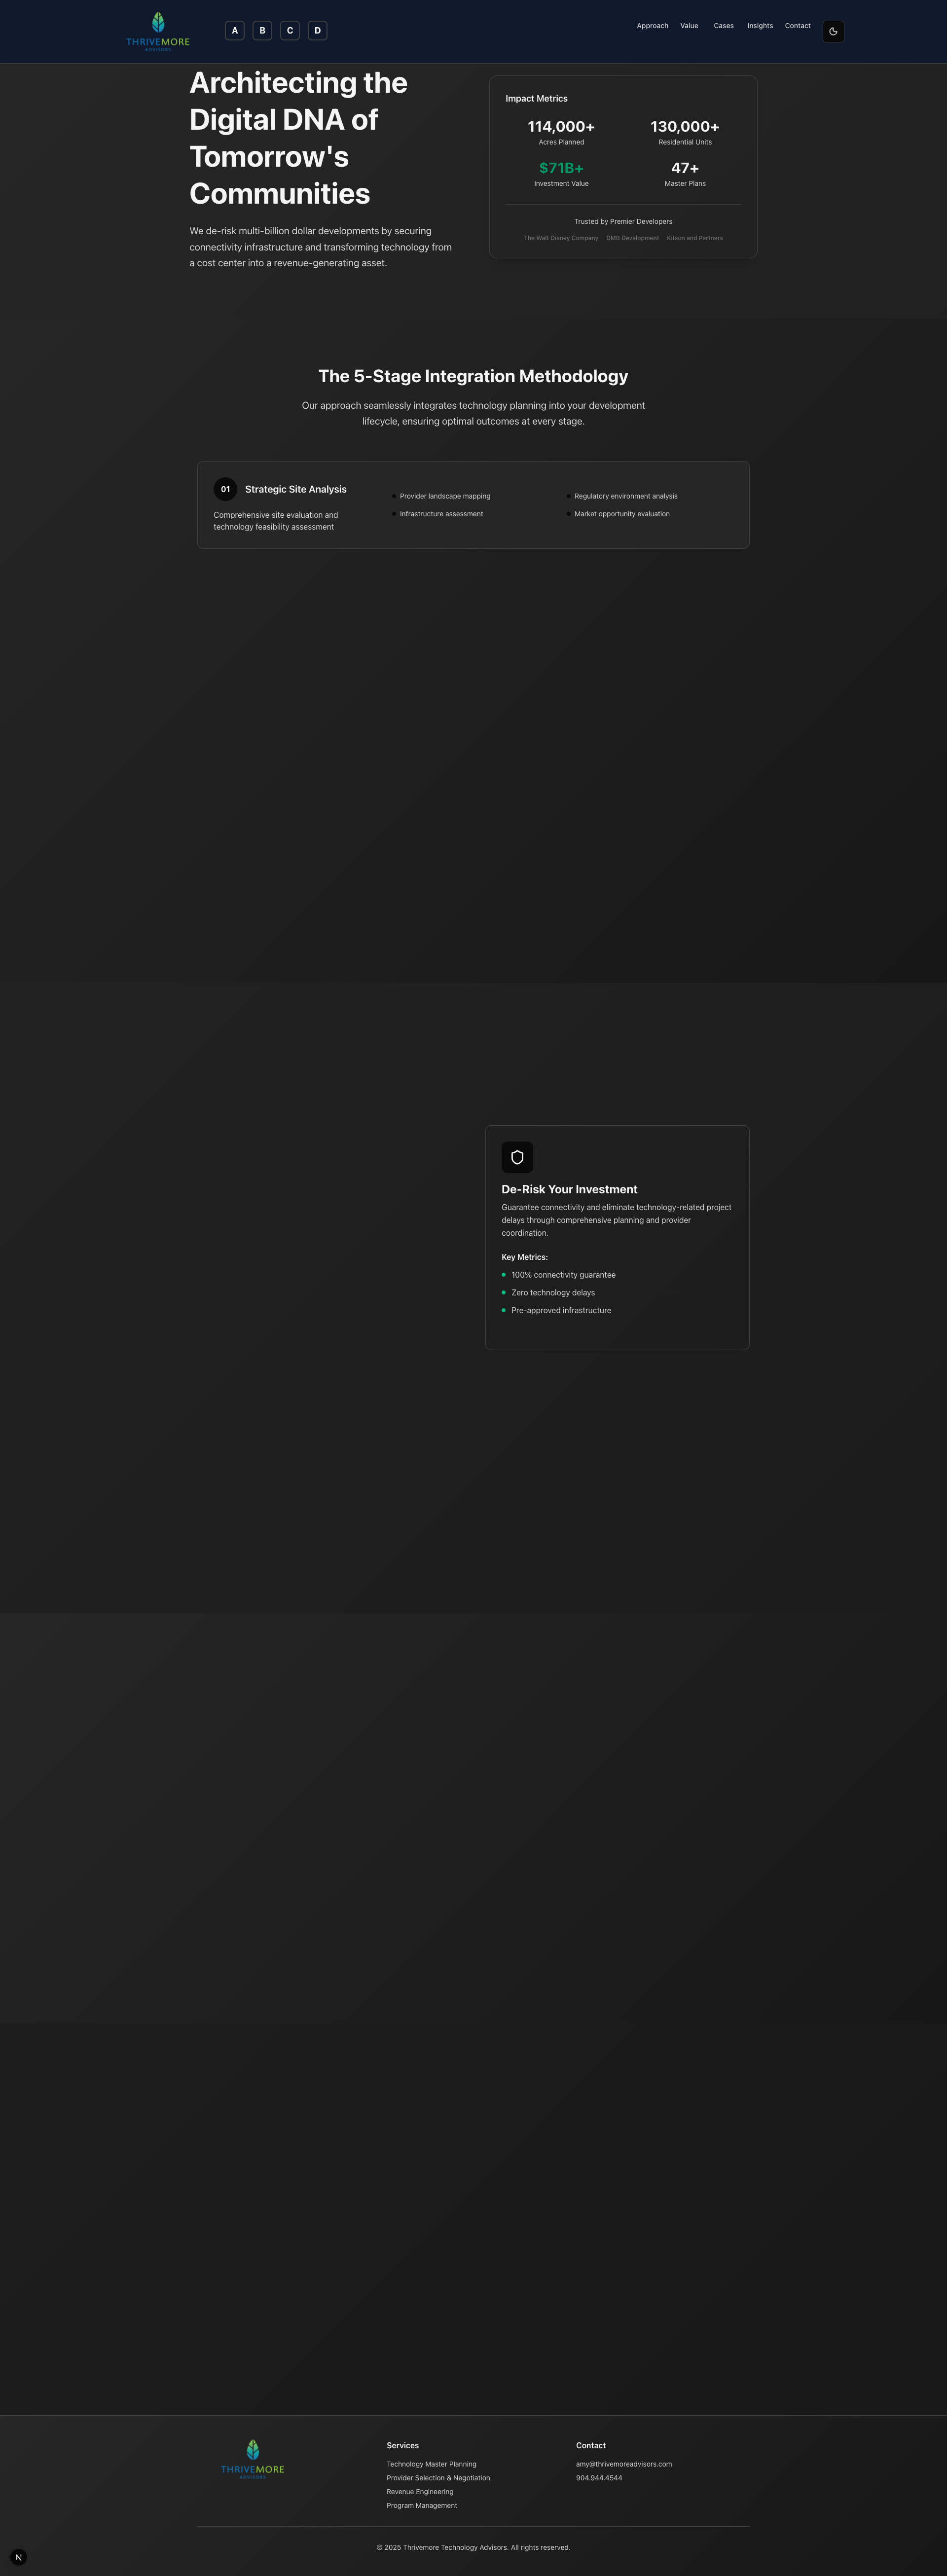 THRIVEMORE
ADVISORS
A B C D
Approach Value Cases Insights Contact
Architecting the
Digital DNA of
Tomorrow's
Communities
We de-risk multi-billion dollar developments by securing
connectivity infrastructure and transforming technology from
a cost center into a revenue-generating asset.
Impact Metrics
114,000+ 130,000+
Acres Planned Residential Units
$71B+ 47+
Investment Value Master Plans
Trusted by Premier Developers
The Walt Disney Company DMB Development Kitson and Partners
The 5-Stage Integration Methodology
Our approach seamlessly integrates technology planning into your development
lifecycle, ensuring optimal outcomes at every stage.
01 Strategic Site Analysis
Comprehensive site evaluation and
technology feasibility assessment
Provider landscape mapping
Infrastructure assessment
Regulatory environment analysis
Market opportunity evaluation
De-Risk Your Investment
Guarantee connectivity and eliminate technology-related project
delays through comprehensive planning and provider
coordination.
Key Metrics:
100% connectivity guarantee
Zero technology delays
Pre-approved infrastructure
THRIVEMORE
ADVISORS
Services
Technology Master Planning
Provider Selection & Negotiation
Revenue Engineering
Program Management
Contact
amy@thrivemoreadvisors.com
904.944.4544
© 2025 Thrivemore Technology Advisors. All rights reserved.
N